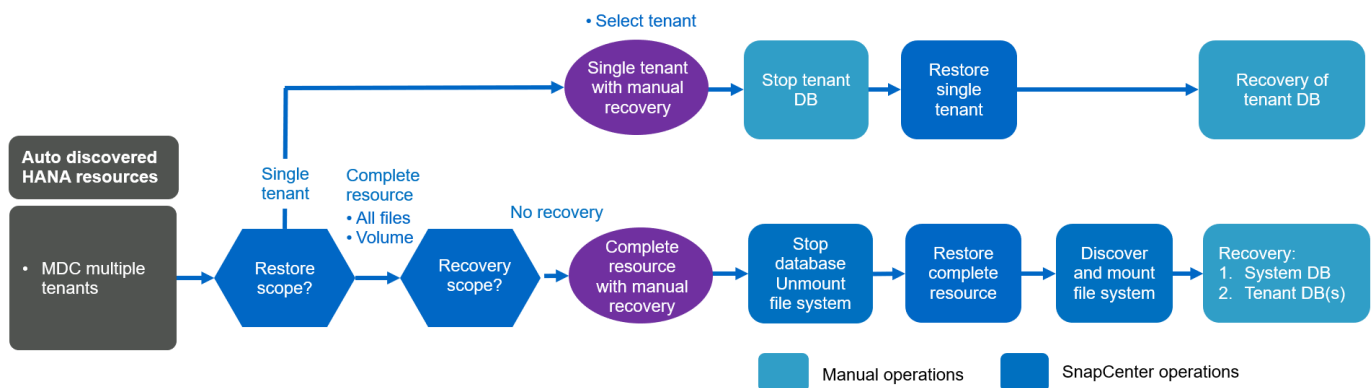 • Select tenant
Single tenant
with manual
recovery
Stop tenant
DB
Restore
single
tenant
Recovery of
tenant DB
Auto discovered
HANA resources
• MDC multiple
tenants
Single
tenant
Complete
resource
• All files
• Volume
No recovery
Restore
scope?
Recovery
scope?
Complete
resource
with manual
recovery
Stop
database
Unmount
file system
Restore
complete
resource
Discover
and mount
file system
Recovery:
1. System DB
2. Tenant DB(s)
Manual operations
SnapCenter operations